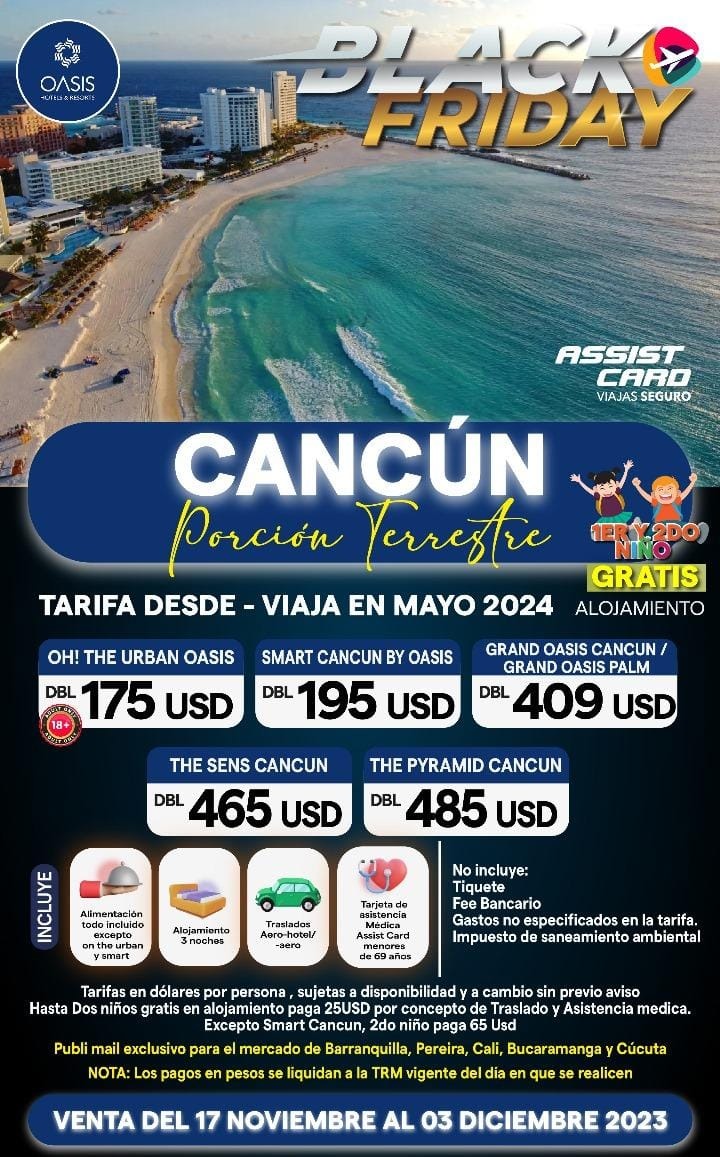 OASIS
HOTELS & RESORTS
BLACK
FRIDAY
ASSIST
CARD
VIAJAS SEGURO
CANCÚN
Porción Terrestre
1ER Y 2DO
NIÑO
GRATIS
ALOJAMIENTO
TARIFA DESDE - VIAJA EN MAYO 2024
OH! THE URBAN OASIS
DBL 175 USD
ADULT ONLY
18+
ADULT ONLY
SMART CANCUN BY OASIS
DBL 195 USD
GRAND OASIS CANCUN /
GRAND OASIS PALM
DBL 409 USD
THE SENS CANCUN
DBL 465 USD
THE PYRAMID CANCUN
DBL 485 USD
INCLUYE
Alimentación
todo incluido
excepto
on the urban
y smart
Alojamiento
3 noches
Traslados
Aero-hotel/
-aero
Tarjeta de
asistencia
Médica
Assist Card
menores
de 69 años
No incluye:
Tiquete
Fee Bancario
Gastos no especificados en la tarifa.
Impuesto de saneamiento ambiental
Tarifas en dólares por persona , sujetas a disponibilidad y a cambio sin previo aviso
Hasta Dos niños gratis en alojamiento paga 25USD por concepto de Traslado y Asistencia medica.
Excepto Smart Cancun, 2do niño paga 65 Usd
Publi mail exclusivo para el mercado de Barranquilla, Pereira, Cali, Bucaramanga y Cúcuta
NOTA: Los pagos en pesos se liquidan a la TRM vigente del día en que se realicen
VENTA DEL 17 NOVIEMBRE AL 03 DICIEMBRE 2023